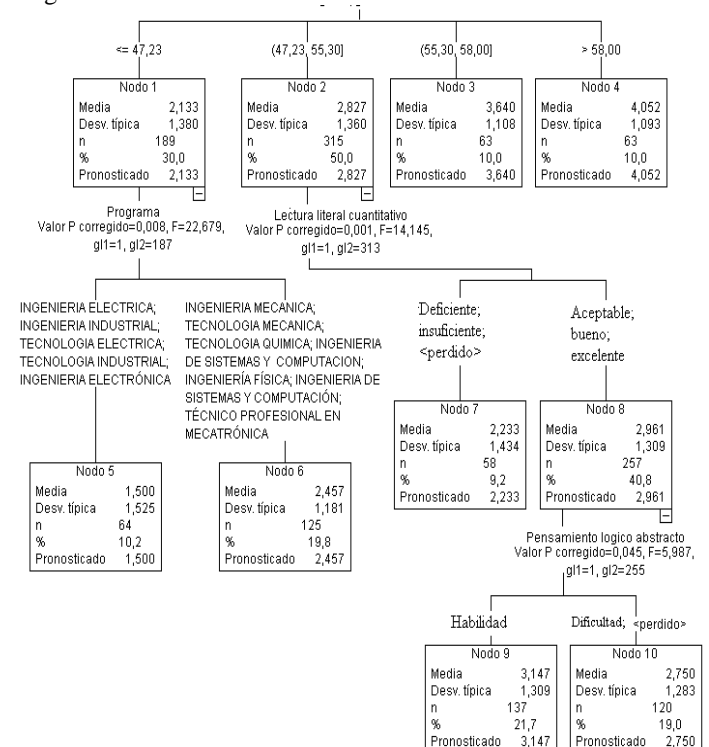 <= 47,23
(47,23, 55,30]
(55,30, 58,00]
> 58,00
Nodo 1
Media 2,133
Desv. típica 1,380
n 189
% 30,0
Pronosticado 2,133
Nodo 2
Media 2,827
Desv. típica 1,360
n 315
% 50,0
Pronosticado 2,827
Nodo 3
Media 3,640
Desv. típica 1,108
n 63
% 10,0
Pronosticado 3,640
Nodo 4
Media 4,052
Desv. típica 1,093
n 63
% 10,0
Pronosticado 4,052
Programa
Valor P corregido=0,008, F=22,679,
gl1=1, gl2=187
Lectura literal cuantitativo
Valor P corregido=0,001, F=14,145,
gl1=1, gl2=313
INGENIERIA ELECTRICA;
INGENIERIA INDUSTRIAL;
TECNOLOGIA ELECTRICA;
TECNOLOGIA INDUSTRIAL;
INGENIERIA ELECTRÓNICA
INGENIERIA MECANICA;
TECNOLOGIA MECANICA;
TECNOLOGIA QUIMICA; INGENIERIA
DE SISTEMAS Y COMPUTACION;
INGENIERÍA FÍSICA; INGENIERIA DE
SISTEMAS Y COMPUTACIÓN;
TÉCNICO PROFESIONAL EN
MECATRÓNICA
Deficiente;
insuficiente;
<perdido>
Aceptable;
bueno;
excelente
Nodo 5
Media 1,500
Desv. típica 1,525
n 64
% 10,2
Pronosticado 1,500
Nodo 6
Media 2,457
Desv. típica 1,181
n 125
% 19,8
Pronosticado 2,457
Nodo 7
Media 2,233
Desv. típica 1,434
n 58
% 9,2
Pronosticado 2,233
Nodo 8
Media 2,961
Desv. típica 1,309
n 257
% 40,8
Pronosticado 2,961
Pensamiento logico abstracto
Valor P corregido=0,045, F=5,987,
gl1=1, gl2=255
Habilidad
Dificultad; <perdido>
Nodo 9
Media 3,147
Desv. típica 1,309
n 137
% 21,7
Pronosticado 3,147
Nodo 10
Media 2,750
Desv. típica 1,283
n 120
% 19,0
Pronosticado 2,750